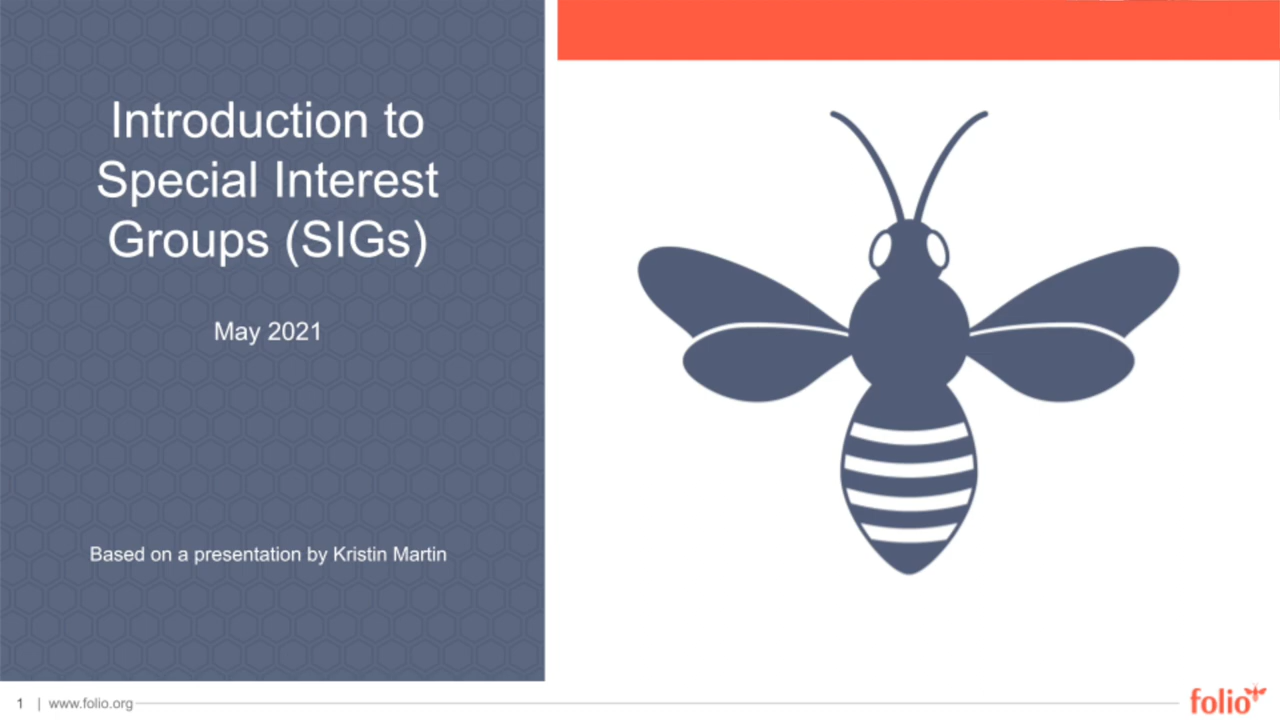 Introduction to
Special Interest
Groups (SIGs)
May 2021
Based on a presentation by Kristin Martin
1 | www.folio.org
folio